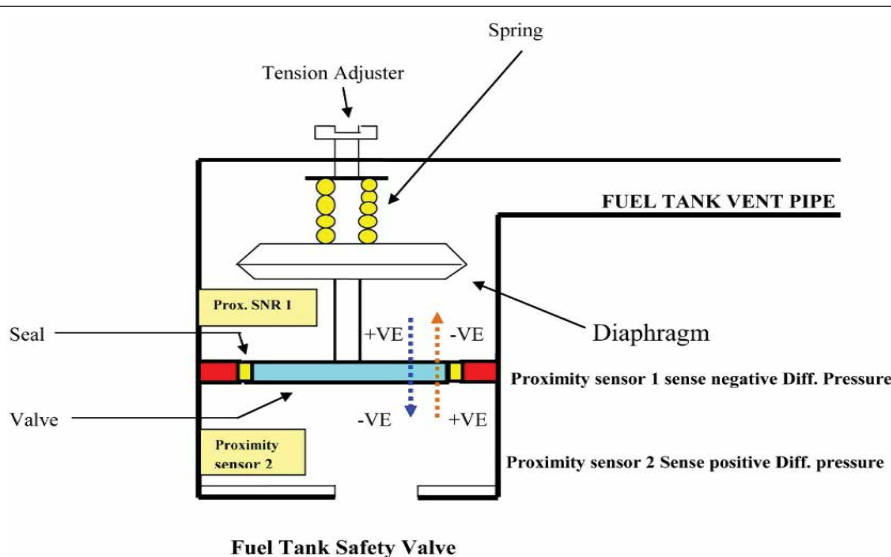 Spring
Tension Adjuster
FUEL TANK VENT PIPE
Prox. SNR 1
Seal
+VE
-VE
Diaphragm
Proximity sensor 1 sense negative Diff. Pressure
Valve
-VE
+VE
Proximity
sensor 2
Proximity sensor 2 Sense positive Diff. pressure
Fuel Tank Safety Valve